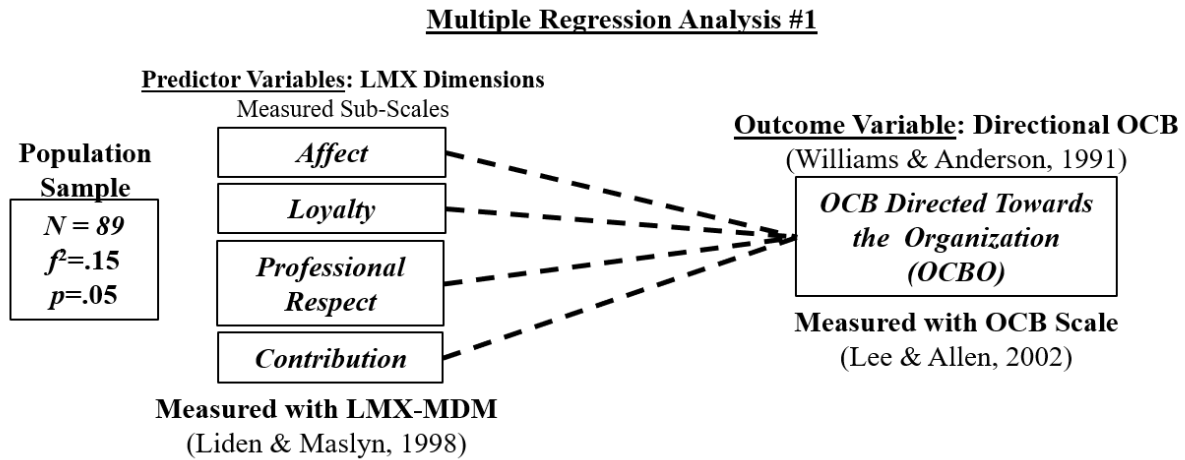 Multiple Regression Analysis #1
Predictor Variables: LMX Dimensions
Measured Sub-Scales
Population
Sample
N = 89
f²=.15
p=.05
Affect
Loyalty
Professional
Respect
Contribution
Measured with LMX-MDM
(Liden & Maslyn, 1998)
Outcome Variable: Directional OCB
(Williams & Anderson, 1991)
OCB Directed Towards
the Organization
(OCBO)
Measured with OCB Scale
(Lee & Allen, 2002)